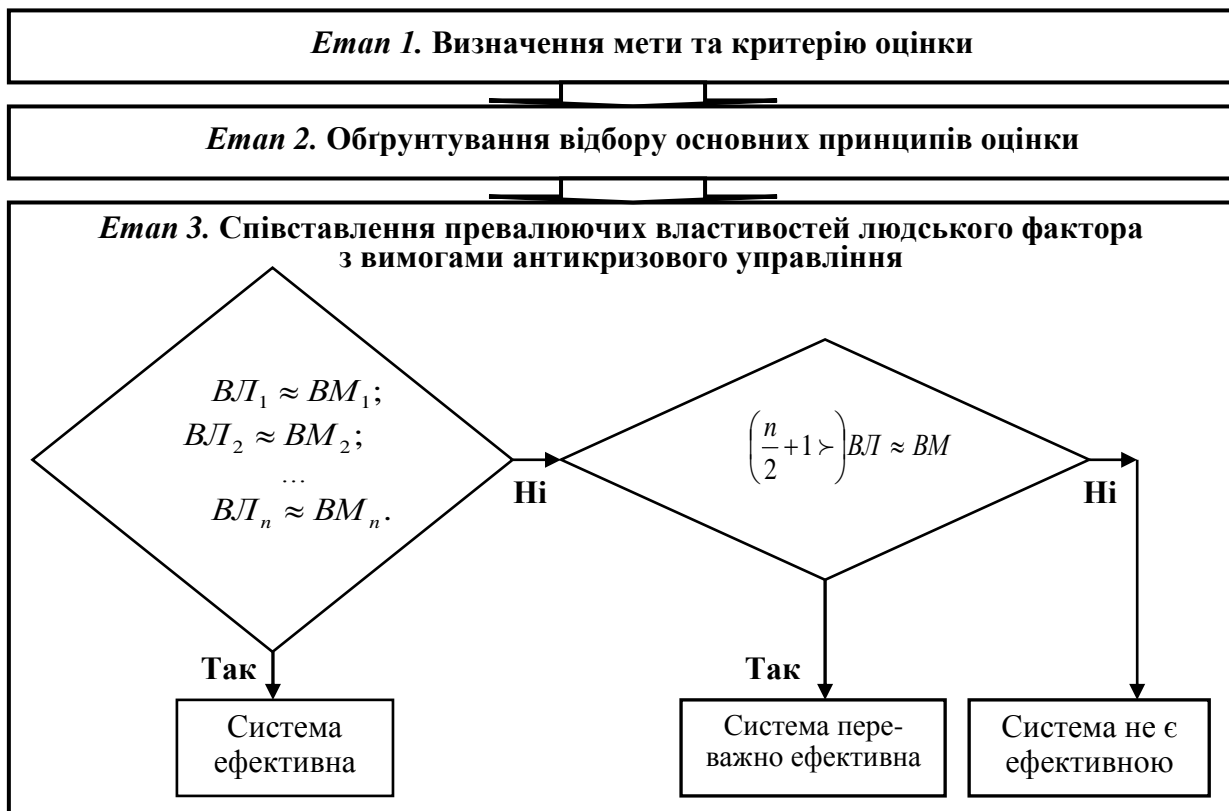 Етап 1. Визначення мети та критерію оцінки
Етап 2. Обґрунтування відбору основних принципів оцінки
Етап 3. Співставлення превалюючих властивостей людського фактора
з вимогами антикризового управління
ВЛ₁ ≈ ВМ₁;
ВЛ₂ ≈ ВМ₂;
...
ВЛₙ ≈ ВМₙ.
Ні
(n/2 + 1 ≻) ВЛ ≈ ВМ
Ні
Так
Система
ефективна
Так
Система пере-
важно ефективна
Система не є
ефективною